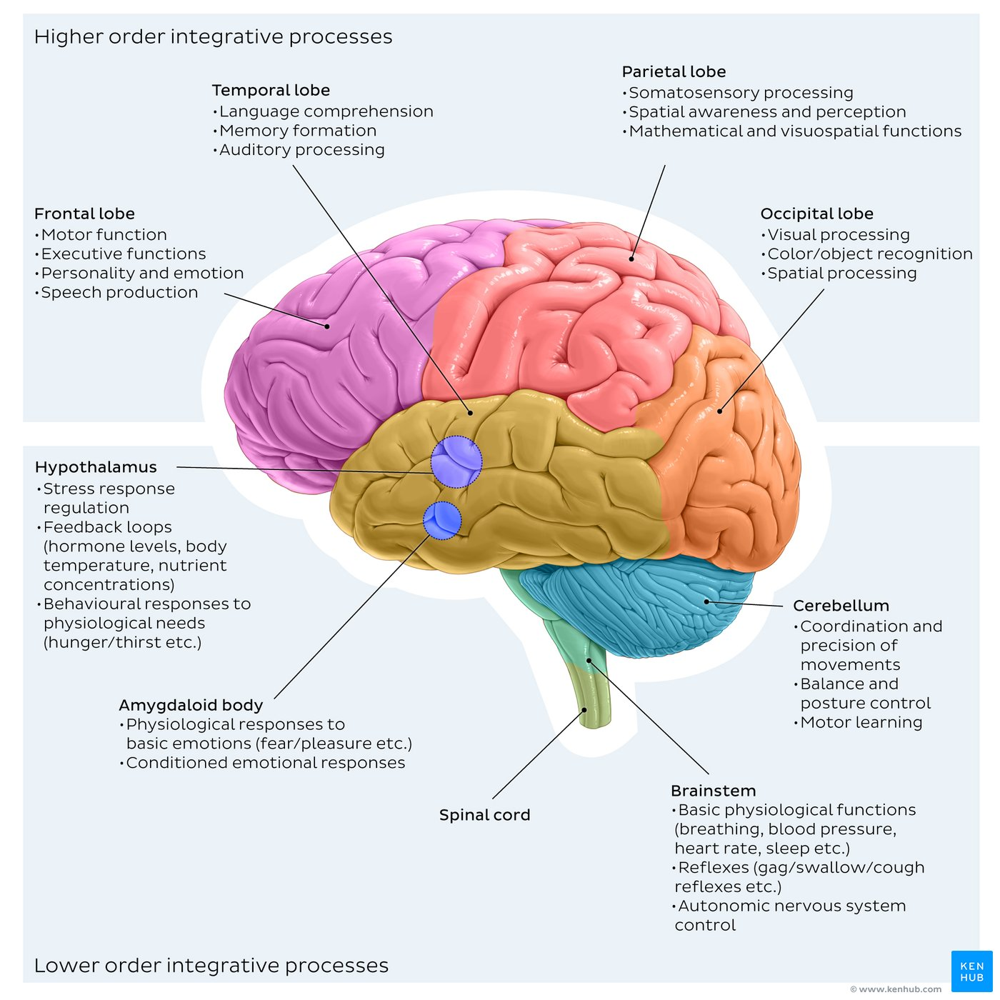 Higher order integrative processes
Temporal lobe
•Language comprehension
•Memory formation
•Auditory processing
Parietal lobe
•Somatosensory processing
•Spatial awareness and perception
•Mathematical and visuospatial functions
Frontal lobe
•Motor function
•Executive functions
•Personality and emotion
•Speech production
Occipital lobe
•Visual processing
•Color/object recognition
•Spatial processing
Hypothalamus
•Stress response
regulation
•Feedback loops
(hormone levels, body
temperature, nutrient
concentrations)
•Behavioural responses to
physiological needs
(hunger/thirst etc.)
Amygdaloid body
•Physiological responses to
basic emotions (fear/pleasure etc.)
•Conditioned emotional responses
Spinal cord
Cerebellum
•Coordination and
precision of
movements
•Balance and
posture control
•Motor learning
Brainstem
•Basic physiological functions
(breathing, blood pressure,
heart rate, sleep etc.)
•Reflexes (gag/swallow/cough
reflexes etc.)
•Autonomic nervous system
control
Lower order integrative processes
KEN
HUB
© www.kenhub.com